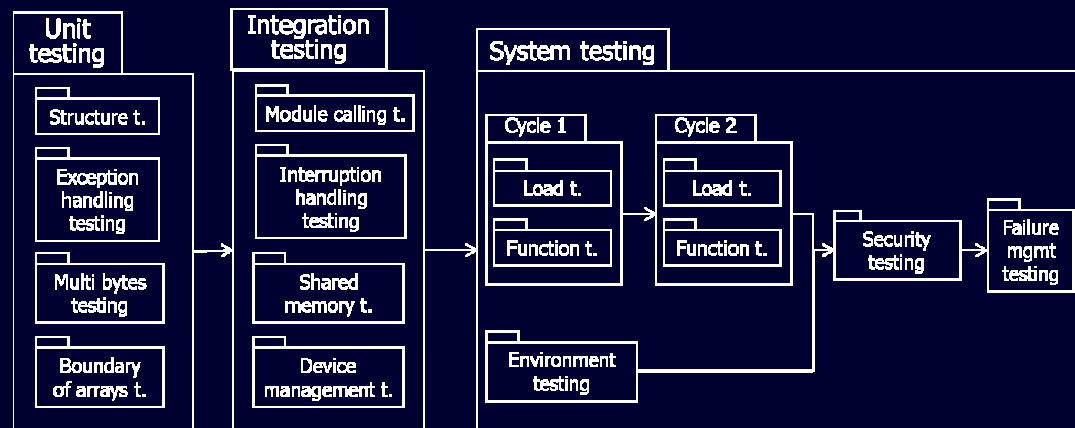 Unit
testing
Structure t.
Exception
handling
testing
Multi bytes
testing
Boundary
of arrays t.
Integration
testing
Module calling t.
Interruption
handling
testing
Shared
memory t.
Device
management t.
System testing
Cycle 1
Load t.
Function t.
Cycle 2
Load t.
Function t.
Environment
testing
Security
testing
Failure
mgmt
testing